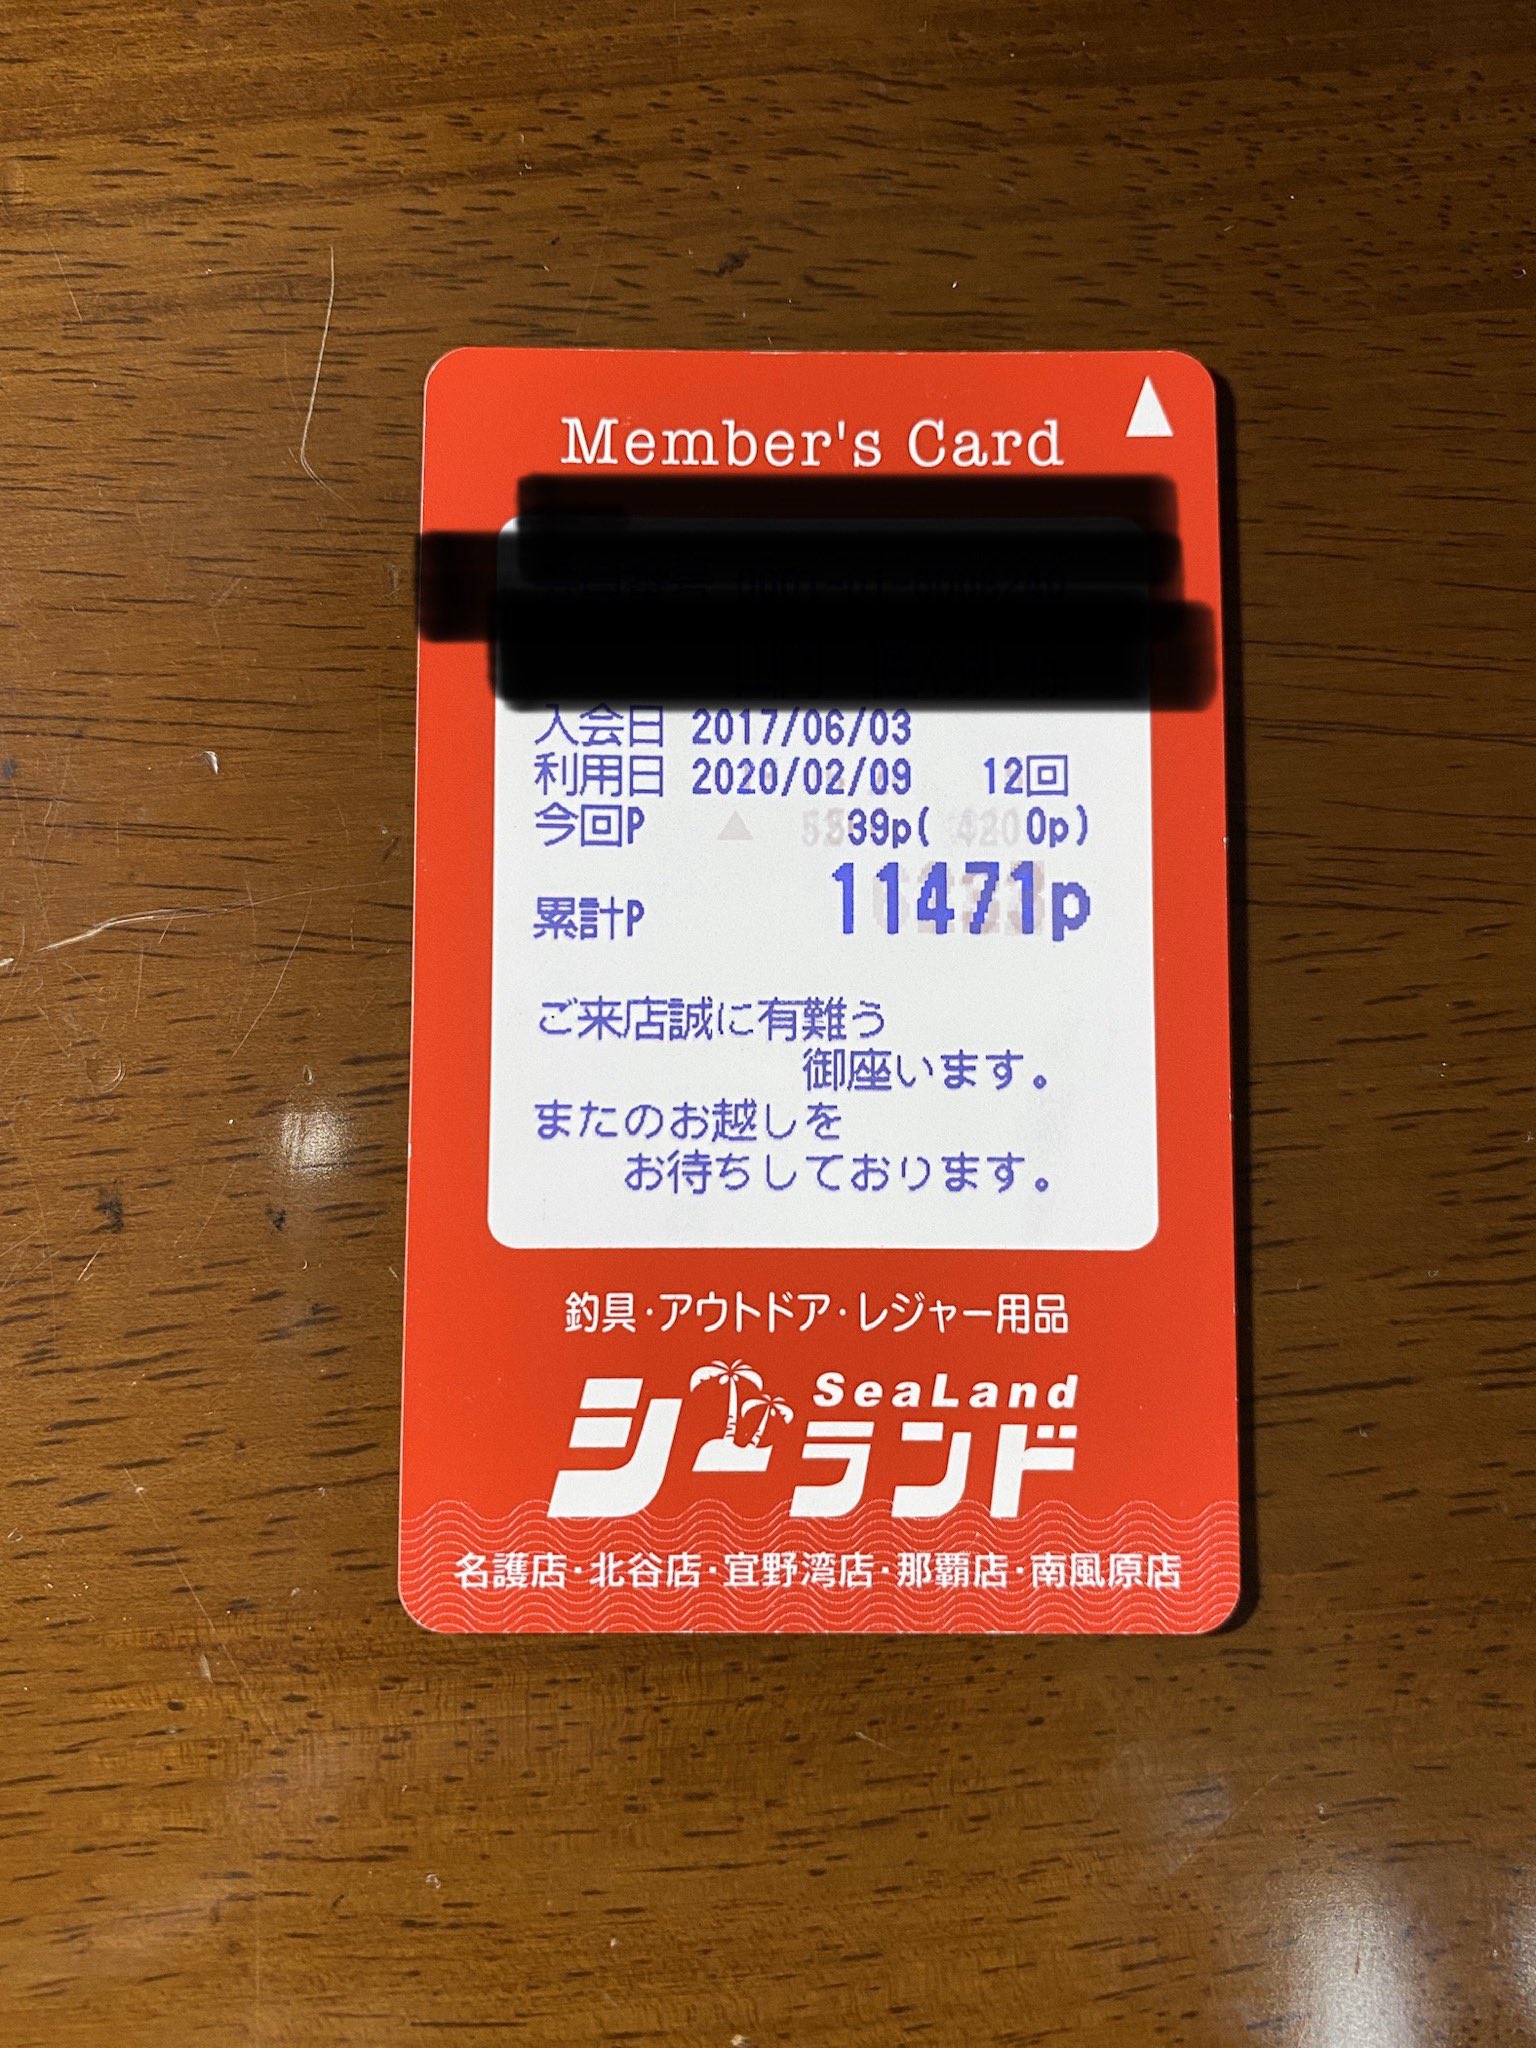 Member's Card
入会日 2017/06/03
利用日 2020/02/09 12回
今回P 39p( 0p)
累計P 11471p
ご来店誠に有難う
御座います。
またのお越しを
お待ちしております。
釣具・アウトドア・レジャー用品
SeaLand
シーランド
名護店・北谷店・宜野湾店・那覇店・南風原店